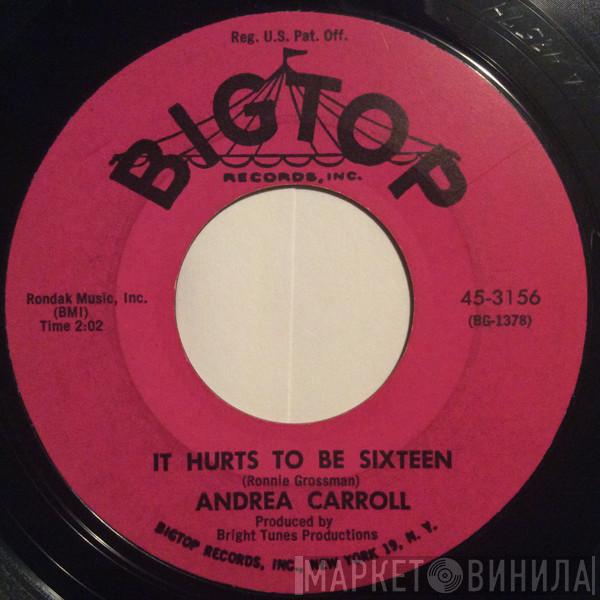 Reg. U.S. Pat. Off.
BIGTOP
RECORDS, INC.
Rondak Music, Inc.
(BMI)
Time 2:02
45-3156
(BG-1378)
IT HURTS TO BE SIXTEEN
(Ronnie Grossman)
ANDREA CARROLL
Produced by
Bright Tunes Productions
BIGTOP RECORDS, INC., NEW YORK 19, N. Y.
МАРКЕТ ВИНИЛА